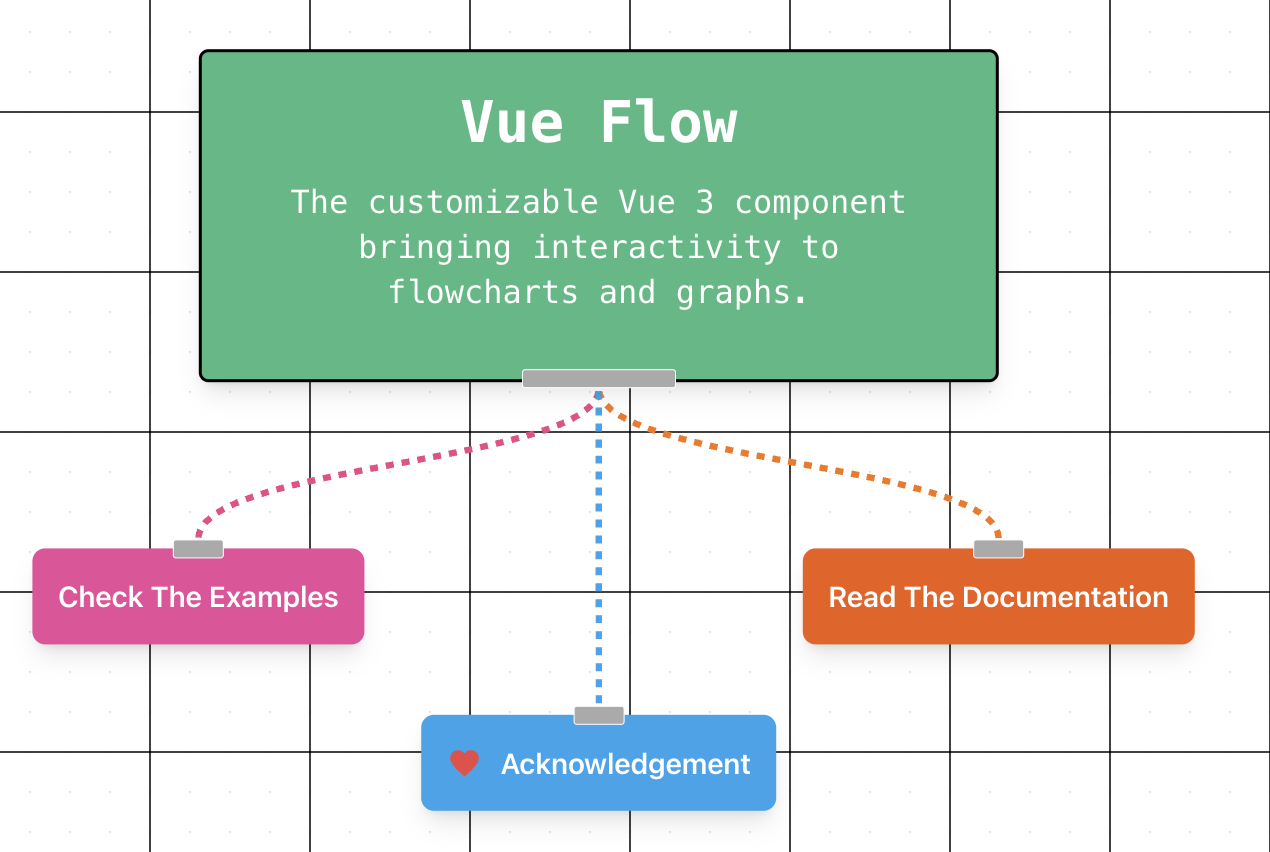 Vue Flow
The customizable Vue 3 component
bringing interactivity to
flowcharts and graphs.
Check The Examples
Read The Documentation
Acknowledgement